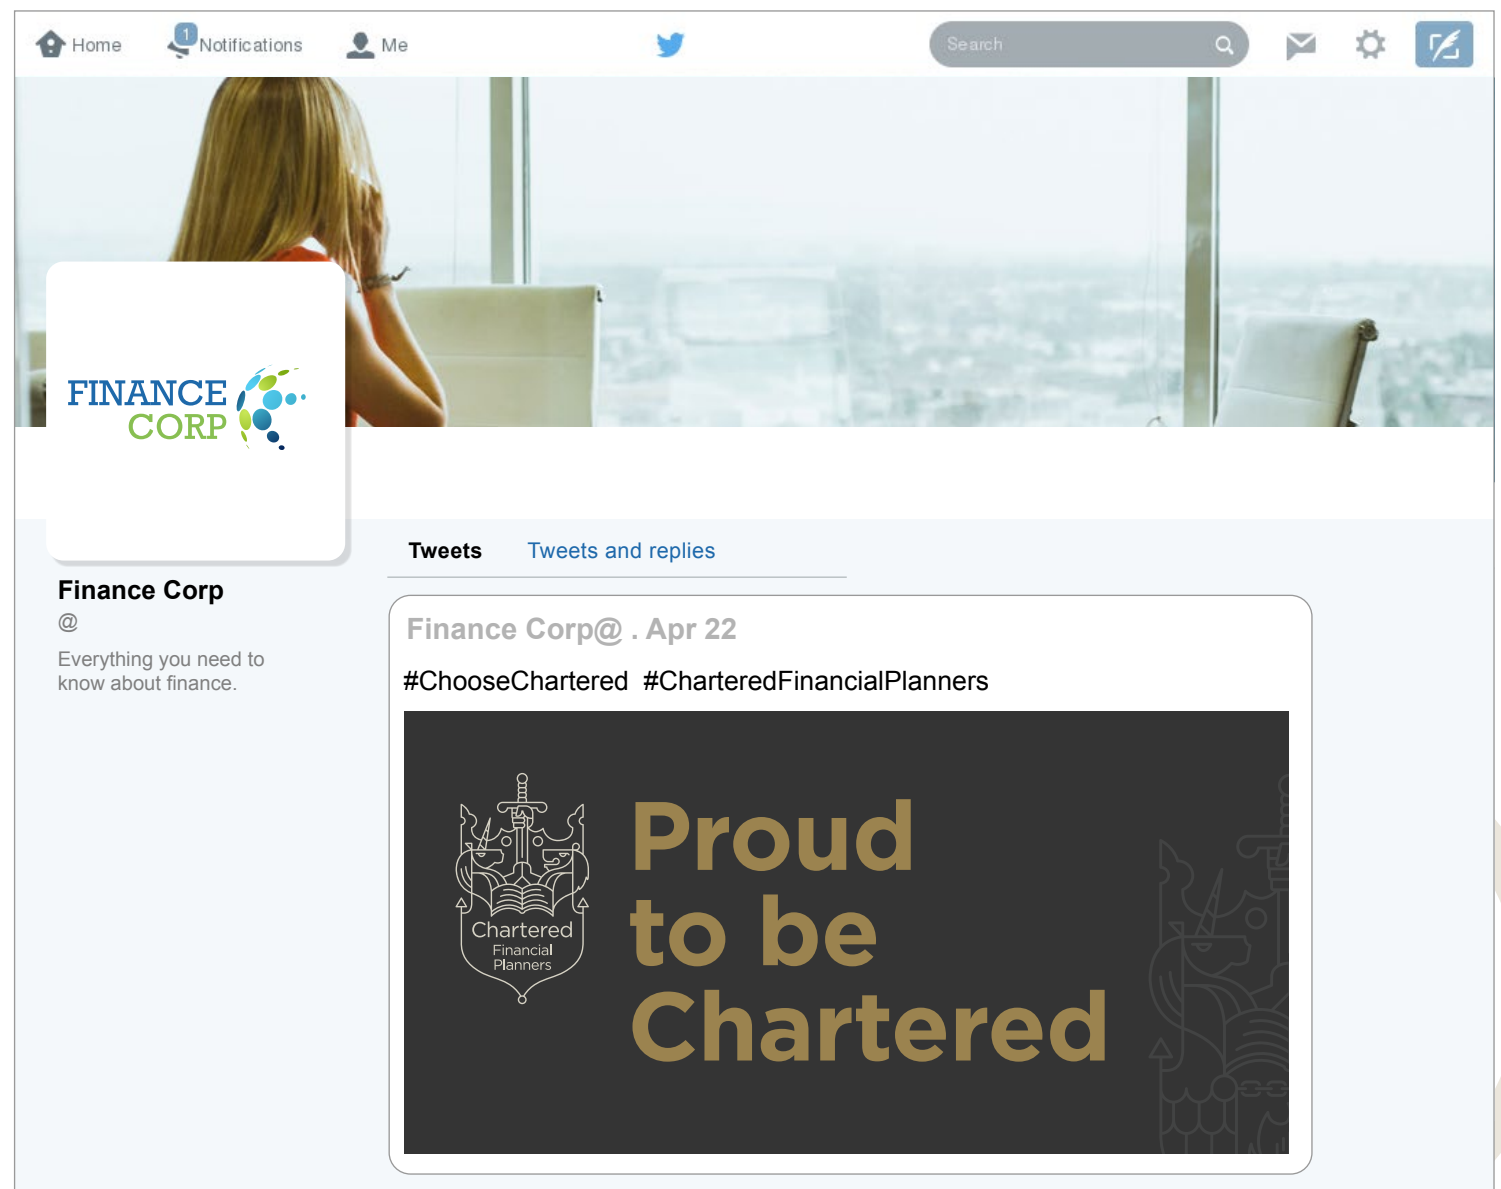 Home
1
Notifications
Me
Search
FINANCE
CORP
Finance Corp
@
Everything you need to
know about finance.
Tweets
Tweets and replies
Finance Corp@ . Apr 22
#ChooseChartered #CharteredFinancialPlanners
Chartered
Financial
Planners
Proud
to be
Chartered